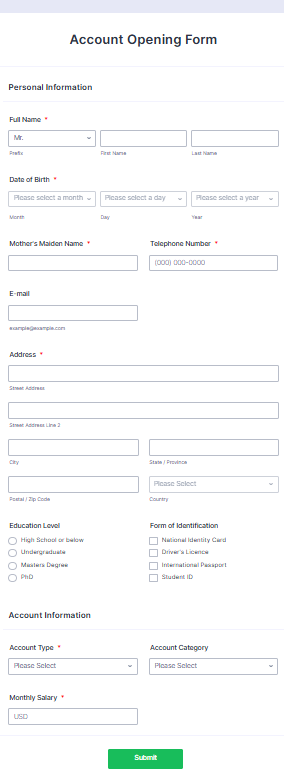 Account Opening Form
Personal Information
Full Name *
Mr.
Prefix First Name Last Name
Date of Birth *
Please select a month Please select a day Please select a year
Month Day Year
Mother's Maiden Name * Telephone Number *
(000) 000-0000
E-mail
example@example.com
Address *
Street Address
Street Address Line 2
City State / Province
Please Select
Postal / Zip Code Country
Education Level Form of Identification
High School or below National Identity Card
Undergraduate Driver's Licence
Masters Degree International Passport
PhD Student ID
Account Information
Account Type * Account Category
Please Select Please Select
Monthly Salary *
USD
Submit